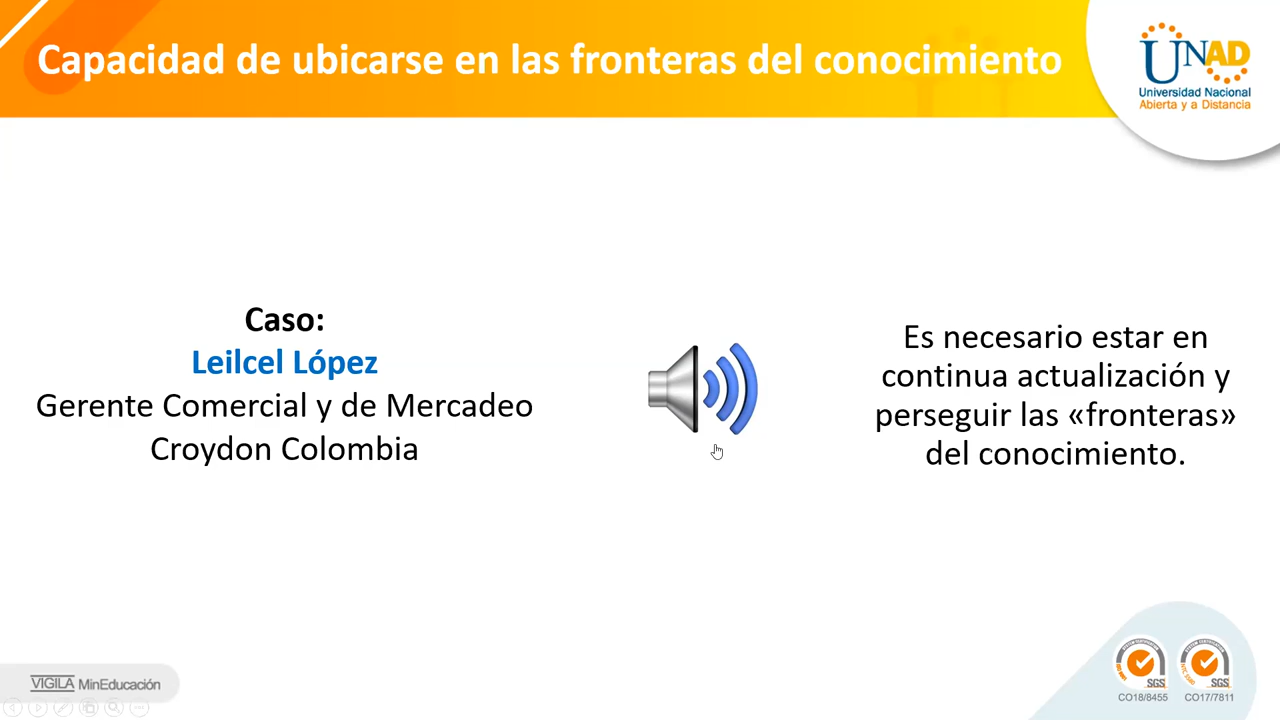 Capacidad de ubicarse en las fronteras del conocimiento
UNAD
Universidad Nacional
Abierta y a Distancia
Caso:
Leilcel López
Gerente Comercial y de Mercadeo
Croydon Colombia
Es necesario estar en
continua actualización y
perseguir las «fronteras»
del conocimiento.
VIGILA MinEducación
SGS
CO18/8455
SGS
CO17/7811